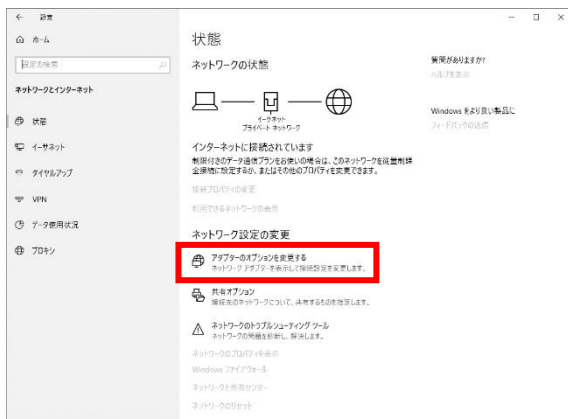 設定
ホーム
設定の検索
ネットワークとインターネット
状態
イーサネット
ダイヤルアップ
VPN
データ使用状況
プロキシ
状態
ネットワークの状態
イーサネット
プライベート ネットワーク
インターネットに接続されています
制限付きのデータ通信プランをお使いの場合は、このネットワークを従量制課
金接続に設定するか、またはその他のプロパティを変更できます。
接続プロパティの変更
利用できるネットワークの表示
ネットワーク設定の変更
アダプターのオプションを変更する
ネットワーク アダプターを表示して接続設定を変更します。
共有オプション
接続先のネットワークについて、共有するものを指定します。
ネットワークのトラブルシューティング ツール
ネットワークの問題を診断し、解決します。
ネットワークのプロパティを表示
Windows ファイアウォール
ネットワークと共有センター
ネットワークのリセット
質問がありますか?
ヘルプを表示
Windows をより良い製品に
フィードバックの送信